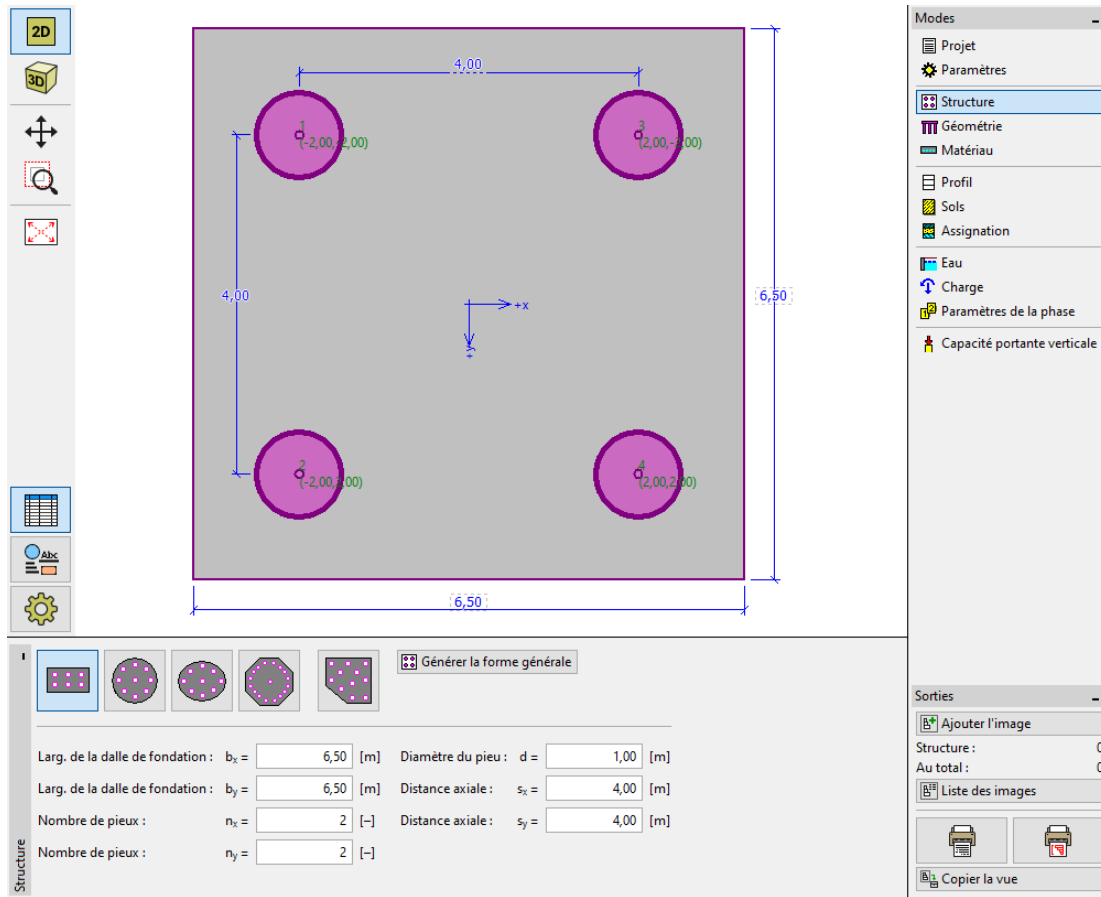 2D
3D
Abc
4,00
1
(-2,00,-2,00)
3
(2,00,-2,00)
4,00
+x
+y
6,50
2
(-2,00,2,00)
4
(2,00,2,00)
6,50
Structure
Générer la forme générale
Larg. de la dalle de fondation : bx = 6,50 [m] Diamètre du pieu : d = 1,00 [m]
Larg. de la dalle de fondation : by = 6,50 [m] Distance axiale : sx = 4,00 [m]
Nombre de pieux : nx = 2 [–] Distance axiale : sy = 4,00 [m]
Nombre de pieux : ny = 2 [–]
Modes
Projet
Paramètres
Structure
Géométrie
Matériau
Profil
Sols
Assignation
Eau
Charge
Paramètres de la phase
Capacité portante verticale
Sorties
Ajouter l'image
Structure : 0
Au total : 0
Liste des images
Copier la vue